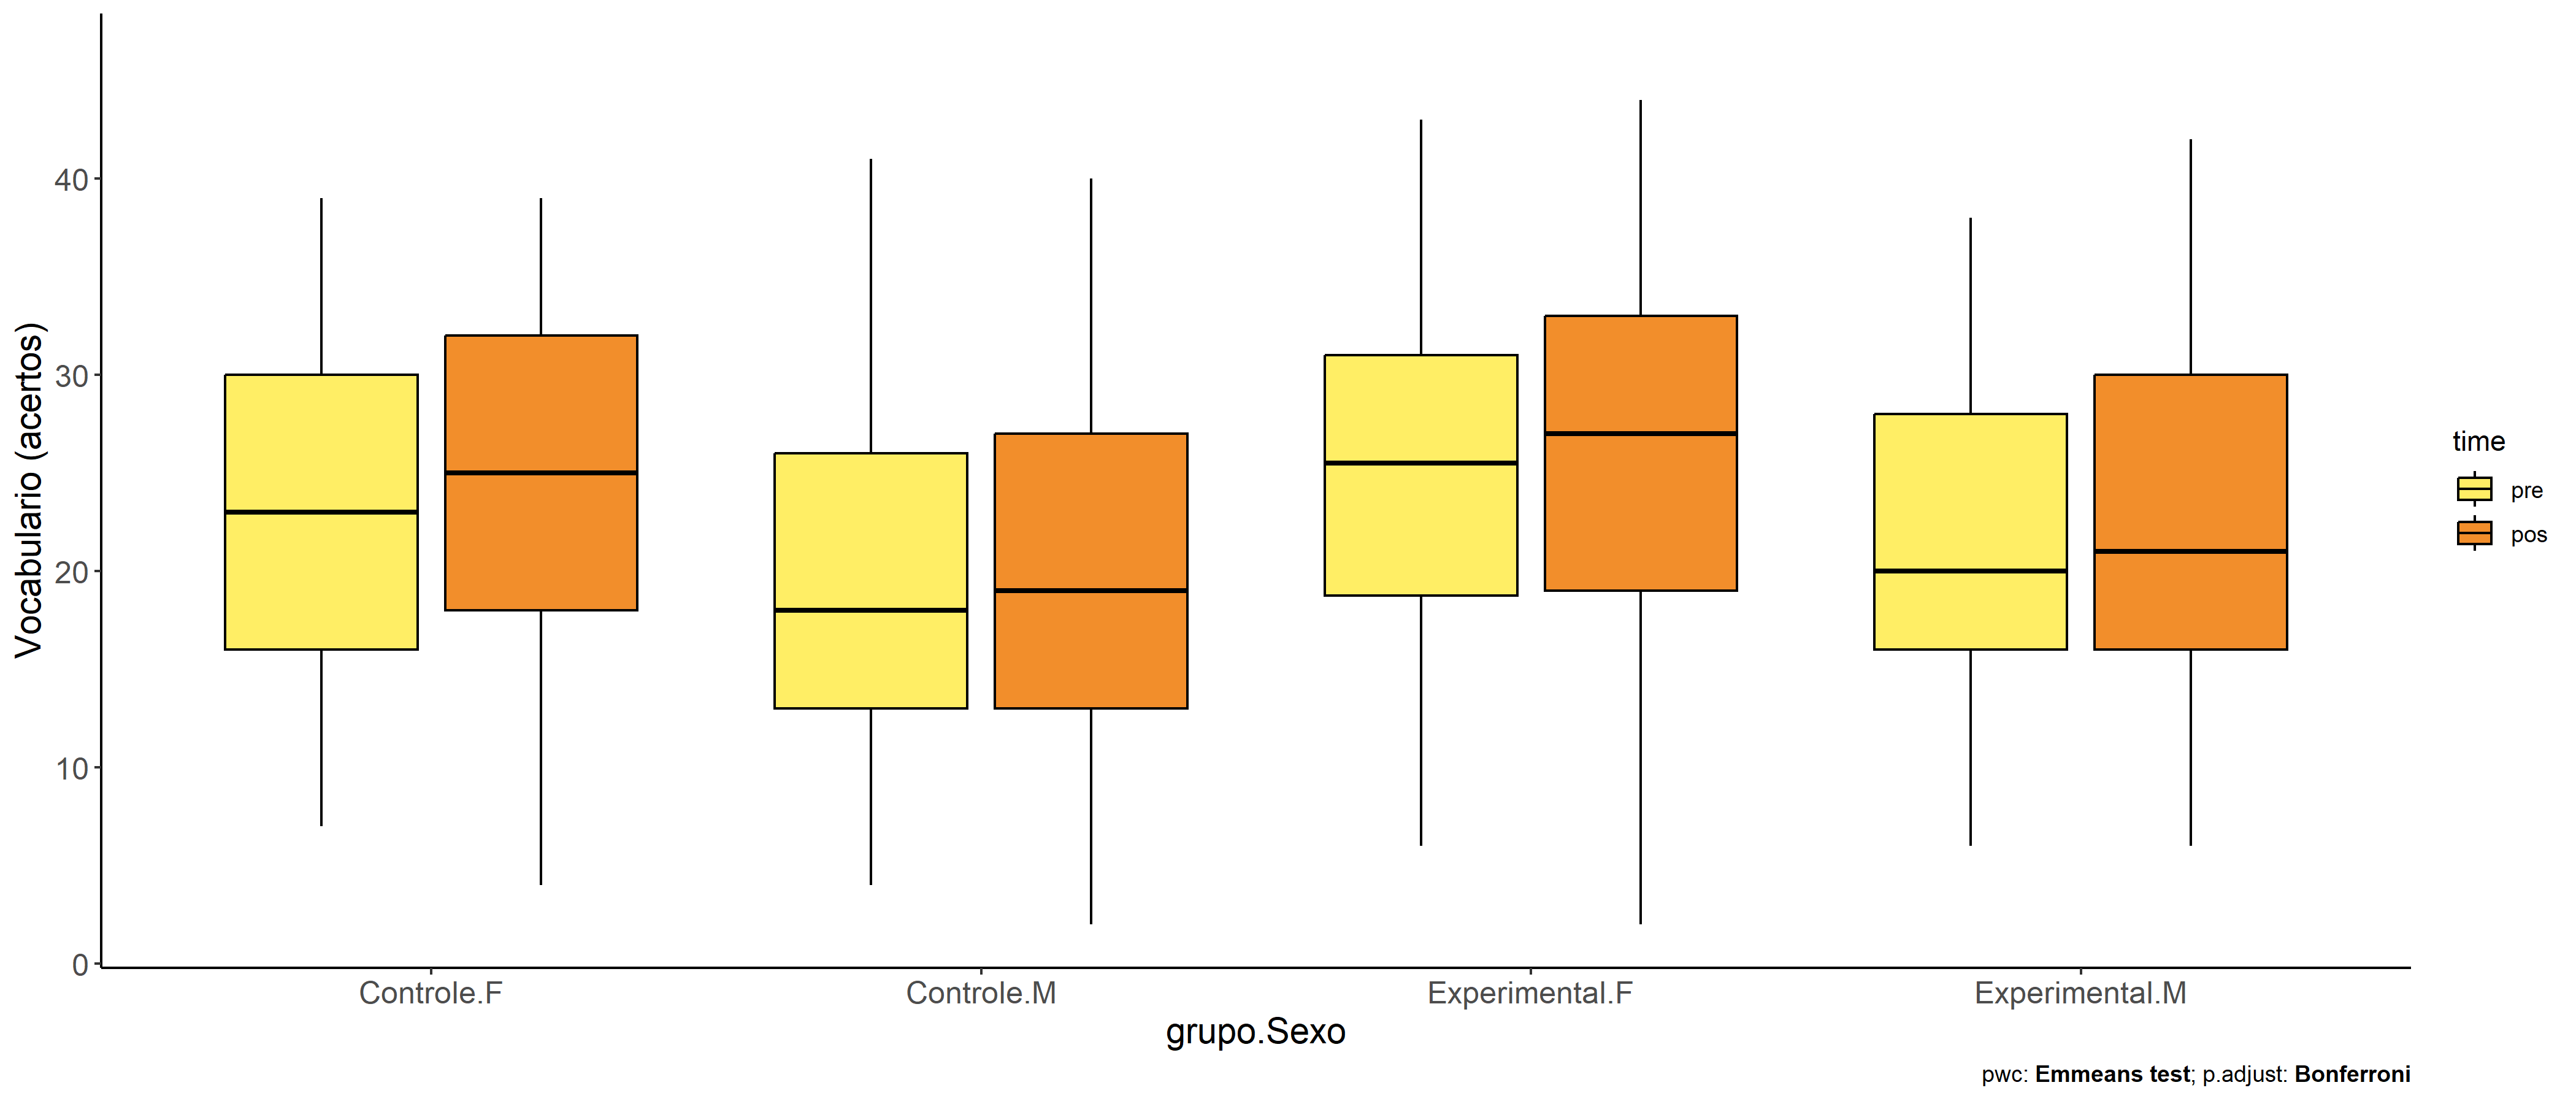 Vocabulario (acertos)
40
30
20
10
0
Controle.F
Controle.M
Experimental.F
Experimental.M
grupo.Sexo
time
pre
pos
pwc: Emmeans test; p.adjust: Bonferroni